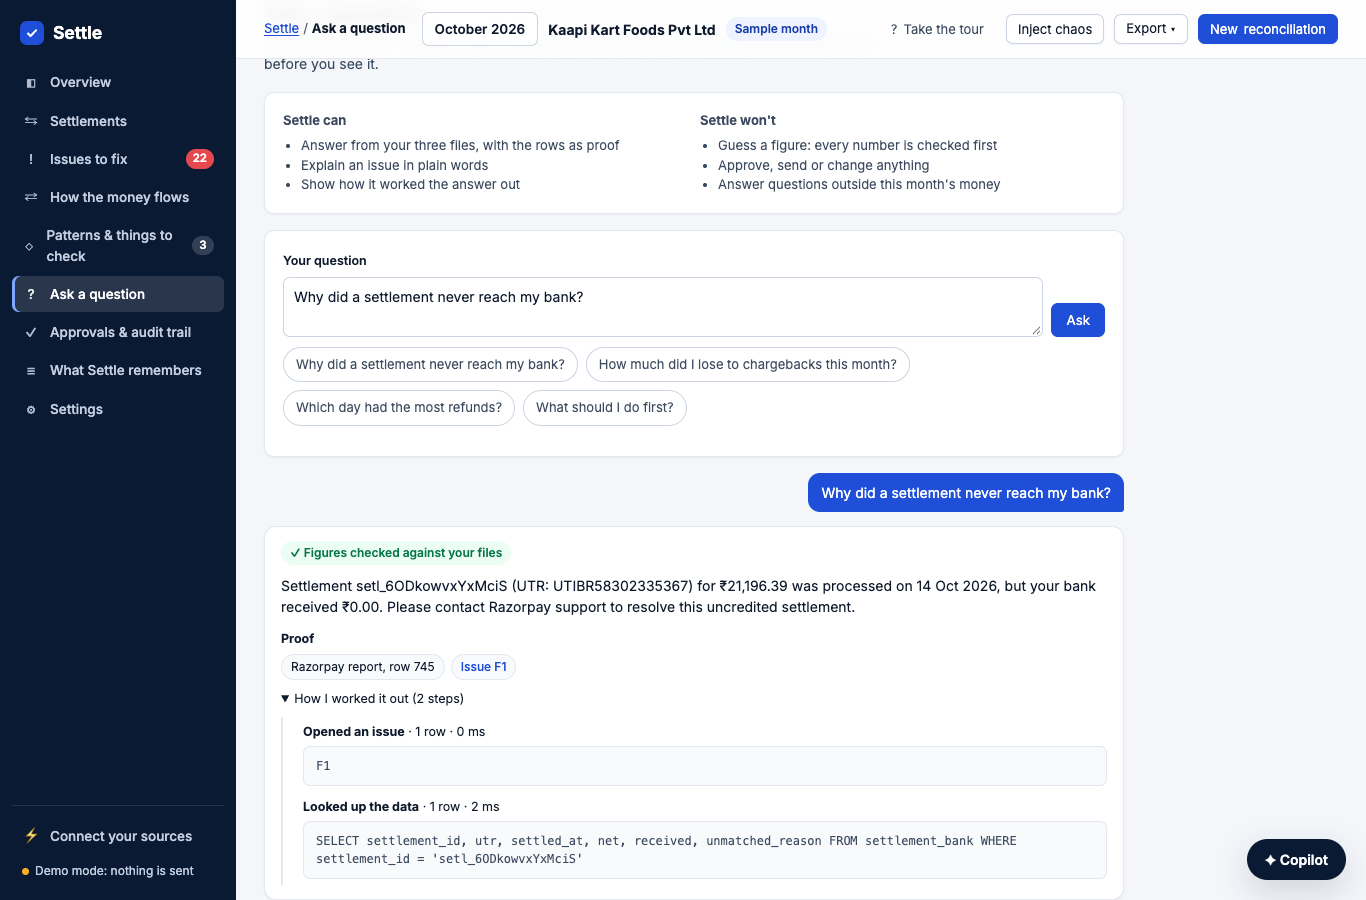 Settle
Overview
Settlements
Issues to fix 22
How the money flows
Patterns & things to check 3
Ask a question
Approvals & audit trail
What Settle remembers
Settings
Connect your sources
Demo mode: nothing is sent
Settle / Ask a question
October 2026
Kaapi Kart Foods Pvt Ltd
Sample month
? Take the tour
Inject chaos
Export
New reconciliation
before you see it.
Settle can
Answer from your three files, with the rows as proof
Explain an issue in plain words
Show how it worked the answer out
Settle won't
Guess a figure: every number is checked first
Approve, send or change anything
Answer questions outside this month's money
Your question
Why did a settlement never reach my bank?
Ask
Why did a settlement never reach my bank?
How much did I lose to chargebacks this month?
Which day had the most refunds?
What should I do first?
Why did a settlement never reach my bank?
✓ Figures checked against your files
Settlement setl_6ODkowvxYxMciS (UTR: UTIBR58302335367) for ₹21,196.39 was processed on 14 Oct 2026, but your bank
received ₹0.00. Please contact Razorpay support to resolve this uncredited settlement.
Proof
Razorpay report, row 745
Issue F1
▼ How I worked it out (2 steps)
Opened an issue · 1 row · 0 ms
F1
Looked up the data · 1 row · 2 ms
SELECT settlement_id, utr, settled_at, net, received, unmatched_reason FROM settlement_bank WHERE
settlement_id = 'setl_6ODkowvxYxMciS'
Copilot